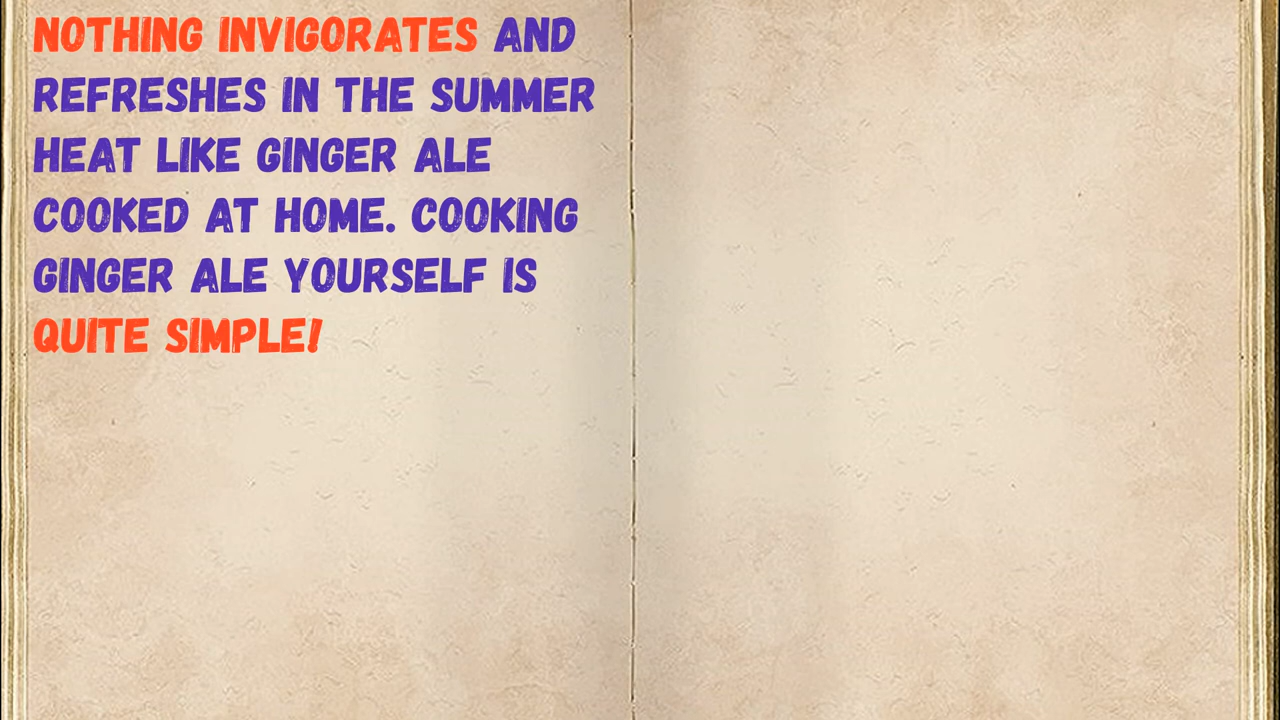 NOTHING INVIGORATES AND
REFRESHES IN THE SUMMER
HEAT LIKE GINGER ALE
COOKED AT HOME. COOKING
GINGER ALE YOURSELF IS
QUITE SIMPLE!